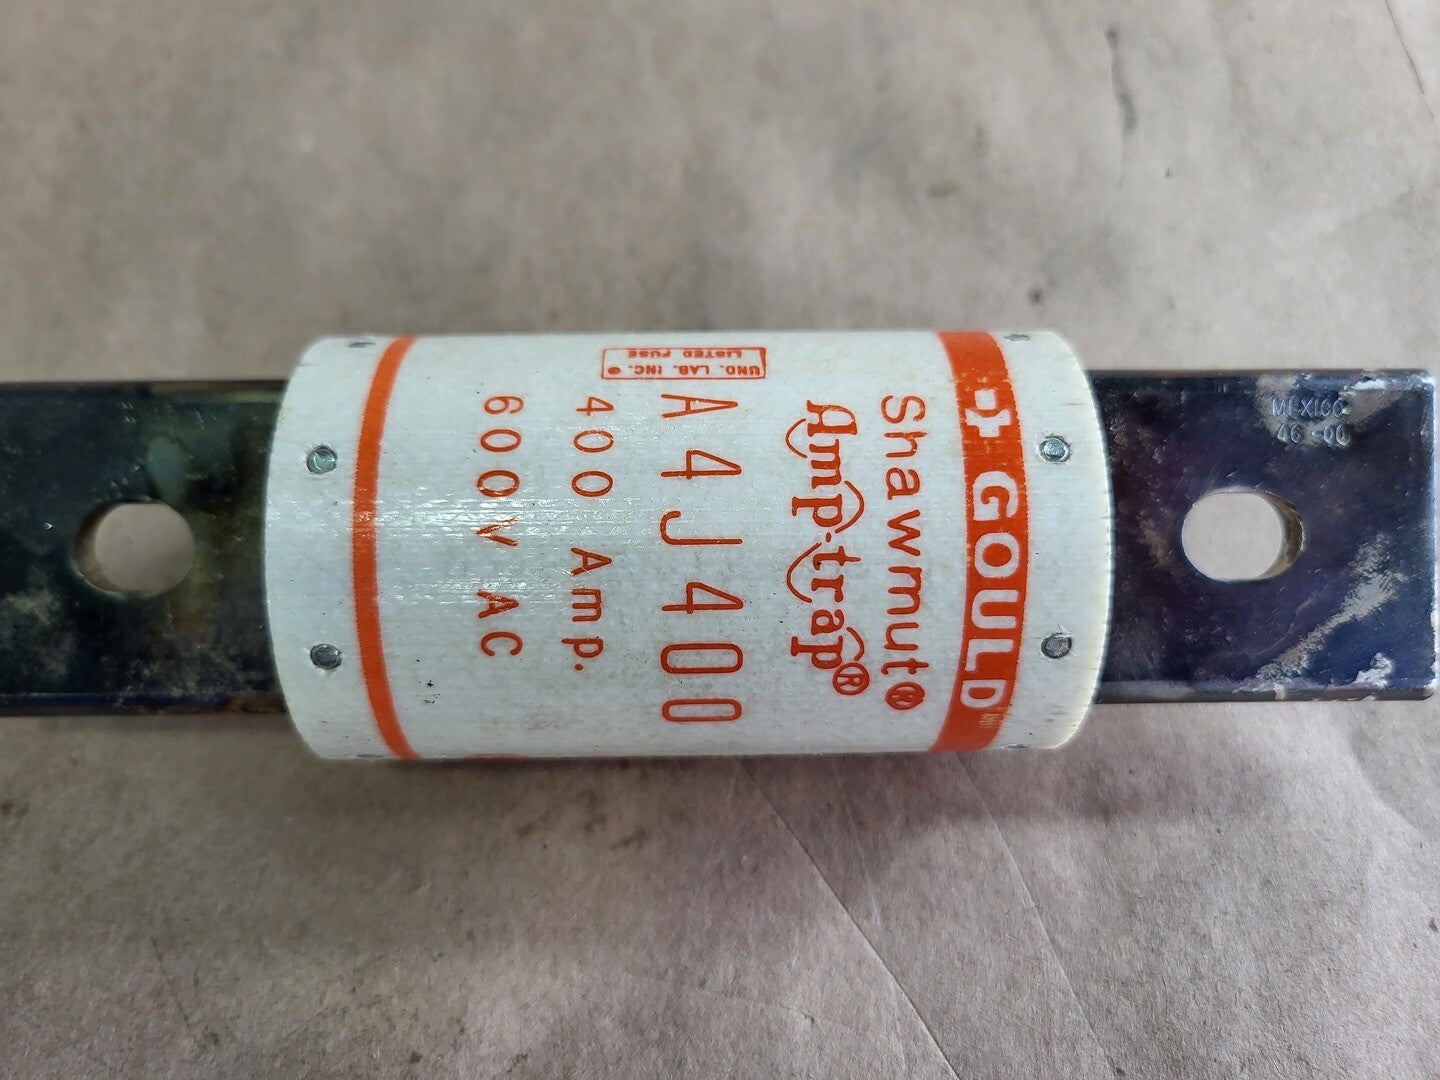 GOULD
Shawmut®
Amp-trap®
A4J400
UND. LAB. INC. ®
LISTED FUSE
400 Amp.
600V AC
MEXICO
46-00